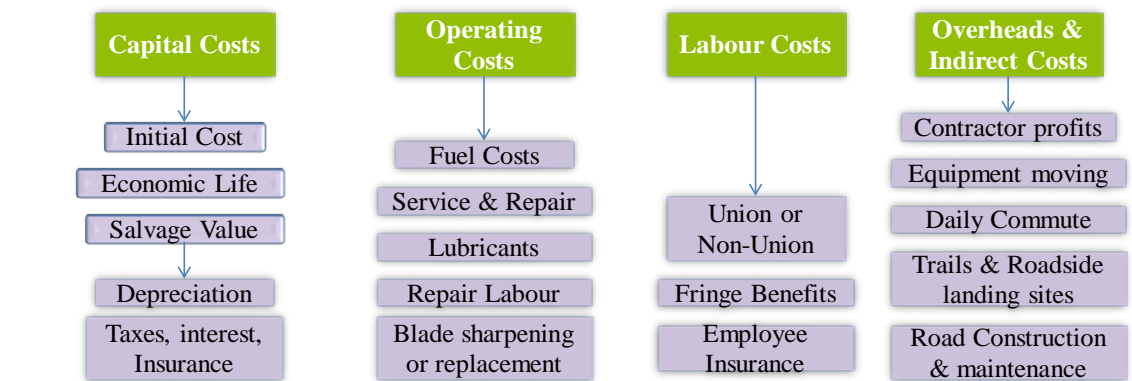 Capital Costs
Initial Cost
Economic Life
Salvage Value
Depreciation
Taxes, interest,
Insurance
Operating
Costs
Fuel Costs
Service & Repair
Lubricants
Repair Labour
Blade sharpening
or replacement
Labour Costs
Union or
Non-Union
Fringe Benefits
Employee
Insurance
Overheads &
Indirect Costs
Contractor profits
Equipment moving
Daily Commute
Trails & Roadside
landing sites
Road Construction
& maintenance